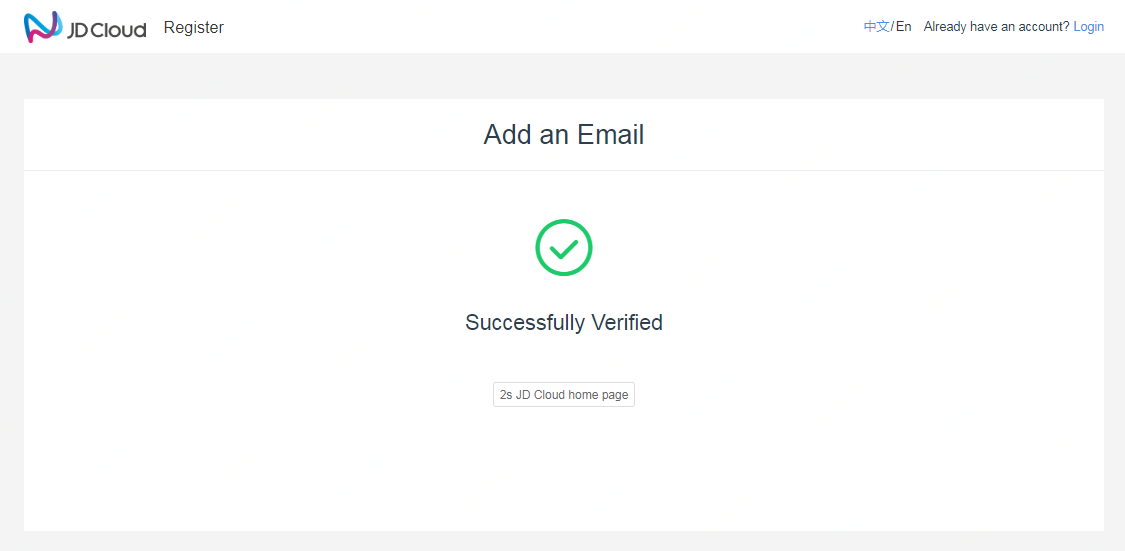 JD Cloud Register 中文/En Already have an account? Login
Add an Email
Successfully Verified
2s JD Cloud home page